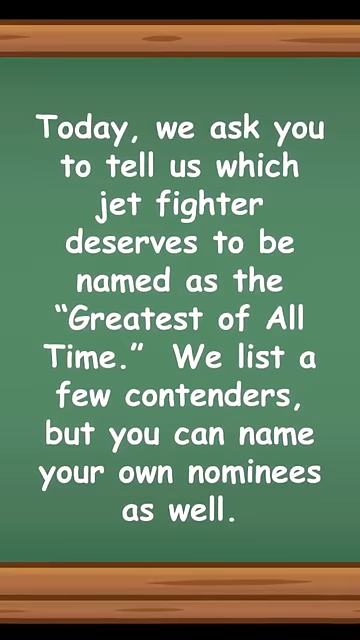 Today, we ask you
to tell us which
jet fighter
deserves to be
named as the
“Greatest of All
Time.”  We list a
few contenders,
but you can name
your own nominees
as well.